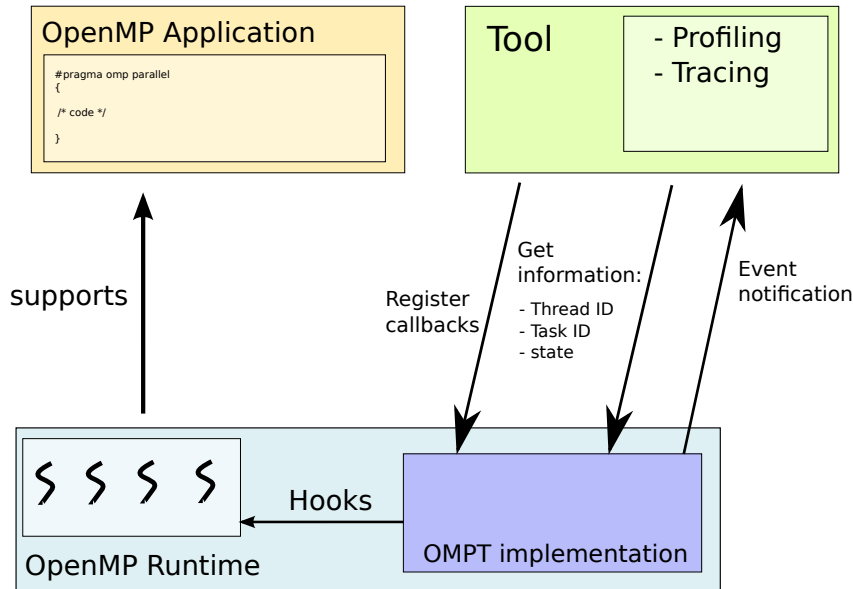 OpenMP Application
#pragma omp parallel
{
/* code */
}
Tool
- Profiling
- Tracing
supports
Register
callbacks
Get
information:
- Thread ID
- Task ID
- state
Event
notification
Hooks
OpenMP Runtime
OMPT implementation